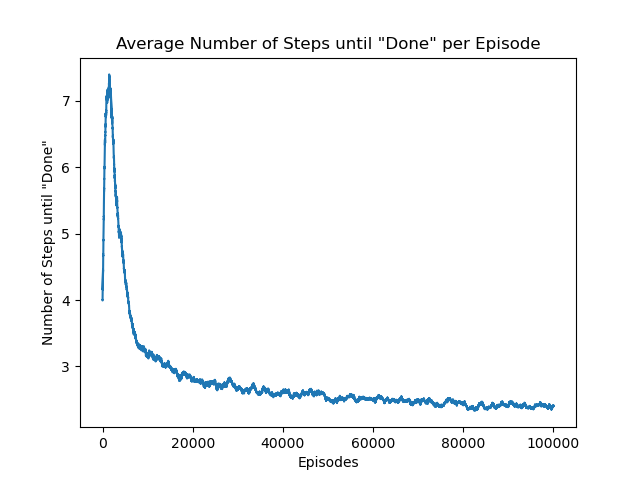 Average Number of Steps until "Done" per Episode
Number of Steps until "Done"
7
6
5
4
3
0 20000 40000 60000 80000 100000
Episodes